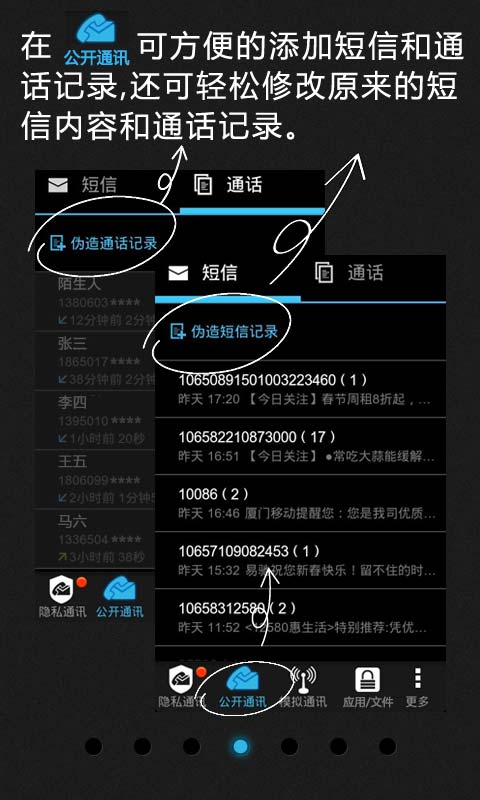 在 公开通讯 可方便的添加短信和通
话记录,还可轻松修改原来的短
信内容和通话记录。
短信 通话
伪造通话记录
陌生人
1380603****
12分钟前 2分钟
张三
1865017****
38分钟前 2分钟
李四
1395010****
1小时前 20秒
王五
1806099****
2小时前 1分钟5
马六
1336504****
3小时前 38秒
隐私通讯 公开通讯
短信 通话
伪造短信记录
10650891501003223460 ( 1 )
昨天 17:20 【今日关注】春节周租8折起，...
106582210873000 ( 17 )
昨天 16:51 【今日关注】●常吃大蒜能缓解...
10086 ( 2 )
昨天 16:46 厦门移动提醒您：您是我司优质...
10657109082453 ( 1 )
昨天 15:32 易驰祝您新春快乐！留不住的时...
10658312580 ( 2 )
昨天 11:52 <12580惠生活>特别推荐:凭优...
隐私通讯 公开通讯 模拟通讯 应用/文件 更多